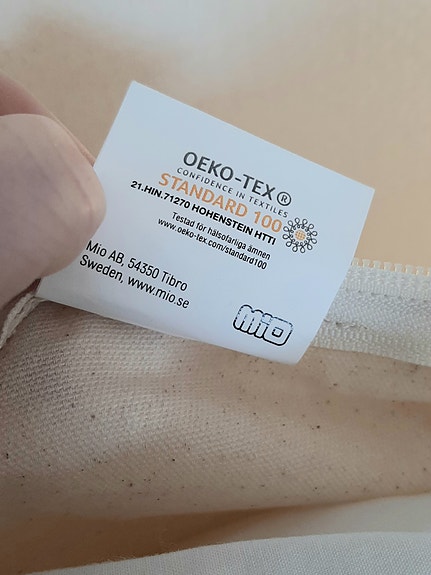 OEKO-TEX®
CONFIDENCE IN TEXTILES
STANDARD 100
21.HIN.71270 HOHENSTEIN HTTI
Testad för hälsofarliga ämnen
www.oeko-tex.com/standard100
Mio AB, 54350 Tibro
Sweden, www.mio.se
MIO